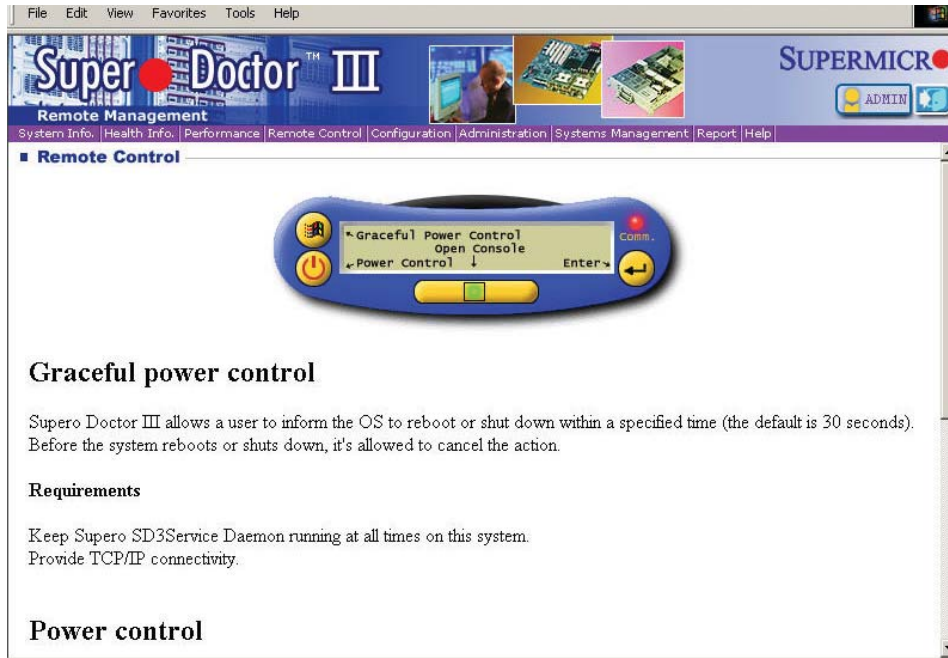 File Edit View Favorites Tools Help
Super Doctor™ III
SUPERMICR
Remote Management
ADMIN
System Info. Health Info. Performance Remote Control Configuration Administration Systems Management Report Help
Remote Control
Graceful Power Control
Comm.
Open Console
Power Control Enter
Graceful power control
Supero Doctor III allows a user to inform the OS to reboot or shut down within a specified time (the default is 30 seconds).
Before the system reboots or shuts down, it's allowed to cancel the action.
Requirements
Keep Supero SD3Service Daemon running at all times on this system.
Provide TCP/IP connectivity.
Power control